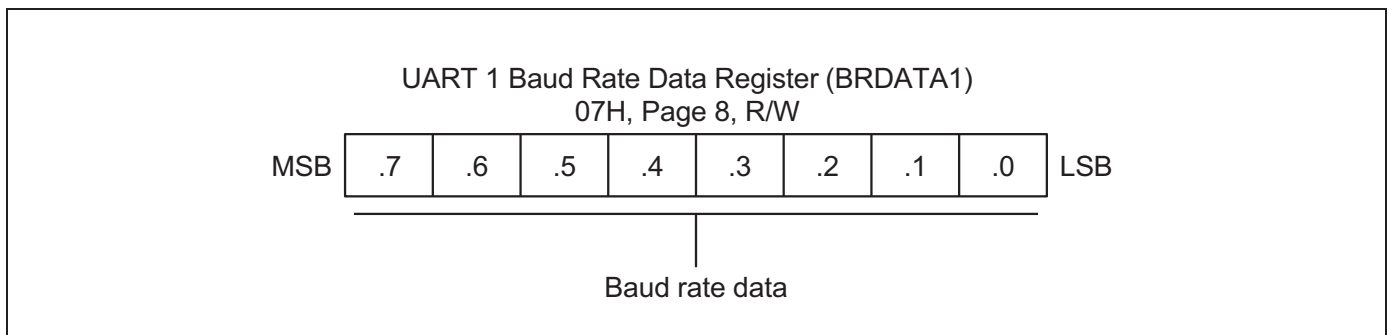 UART 1 Baud Rate Data Register (BRDATA1)
07H, Page 8, R/W
MSB .7 .6 .5 .4 .3 .2 .1 .0 LSB
Baud rate data